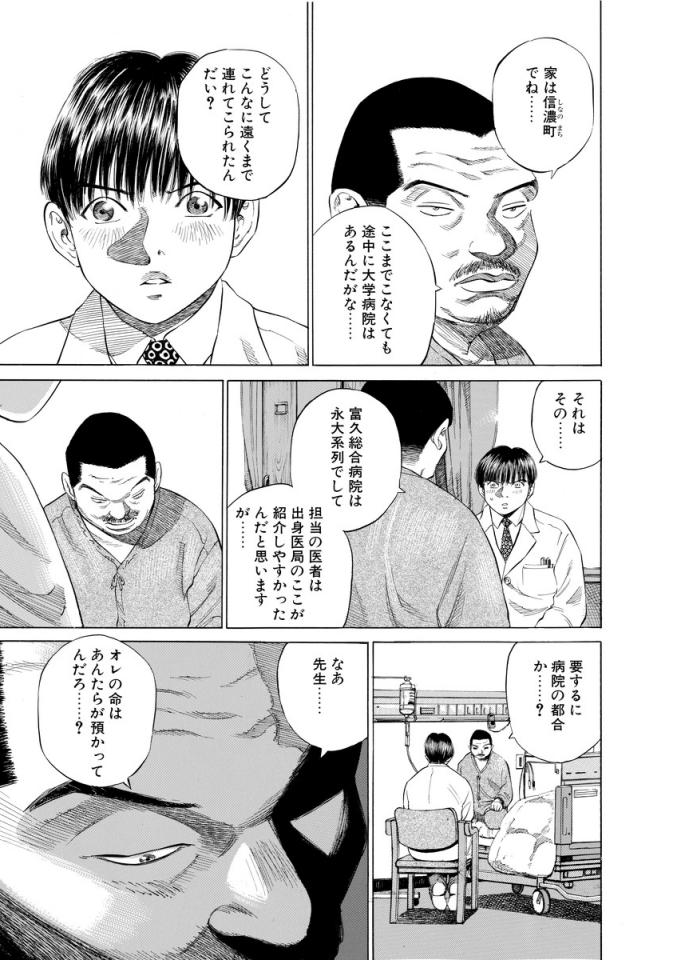 家は信濃町
でね……
しなの まち
ここまでこなくても
途中に大学病院は
あるんだがな……
どうして
こんなに遠くまで
連れてこられたん
だい？
それは
その……
富久総合病院は
永大系列でして
担当の医者は
出身医局のここが
紹介しやすかった
んだと思います
が……
要するに
病院の都合
か……？
なあ
先生……
オレの命は
あんたらが預かって
んだろ……？